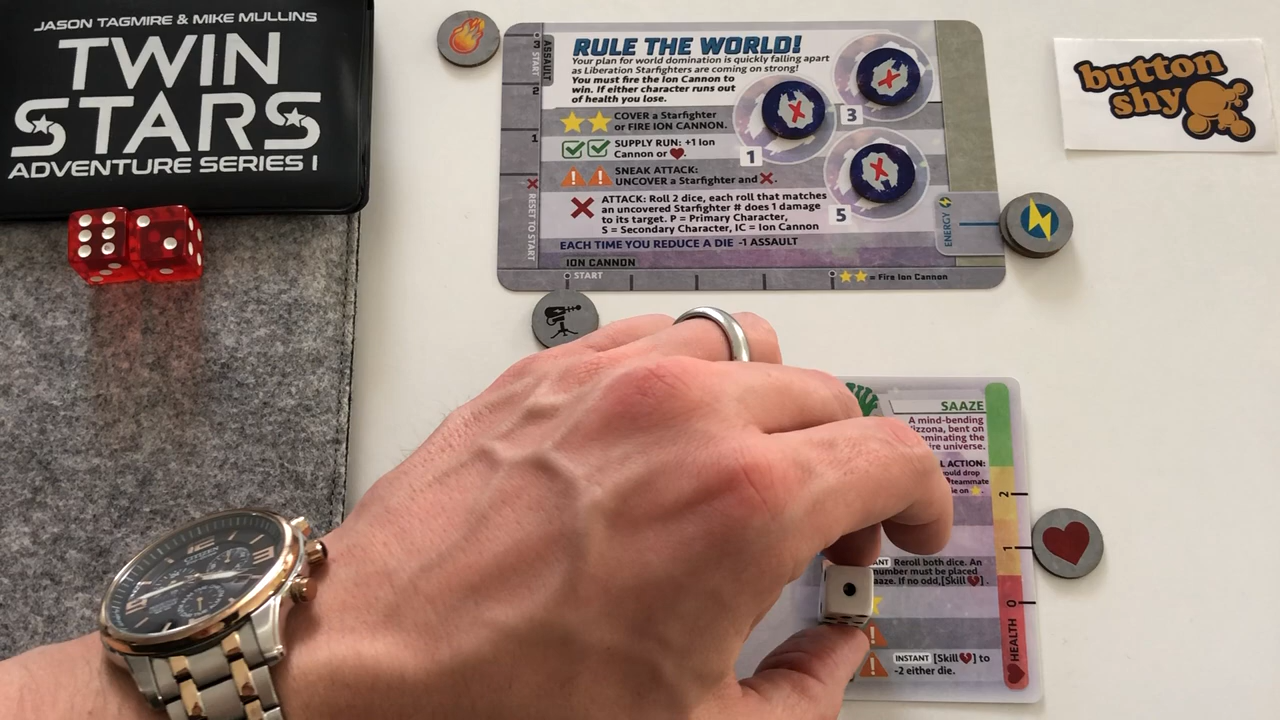 JASON TAGMIRE & MIKE MULLINS
TWIN
STARS
ADVENTURE SERIES I
3
START
ASSAULT
2
1
RESET TO START
RULE THE WORLD!
Your plan for world domination is quickly falling apart
as Liberation Starfighters are coming on strong!
You must fire the Ion Cannon to
win. If either character runs out
of health you lose.
COVER a Starfighter
or FIRE ION CANNON.
SUPPLY RUN: +1 Ion
Cannon or
SNEAK ATTACK:
UNCOVER a Starfighter and
ATTACK: Roll 2 dice, each roll that matches
an uncovered Starfighter # does 1 damage
to its target. P = Primary Character,
S = Secondary Character, IC = Ion Cannon
EACH TIME YOU REDUCE A DIE -1 ASSAULT
ION CANNON
START
= Fire Ion Cannon
1
3
5
ENERGY
button
shy
SAAZE
A mind-bending
bent on
universe.
ACTION:
drop
on
Reroll both dice. An
number must be placed
If no odd, [Skill ] .
INSTANT [Skill ] to
-2 either die.
2
1
0
HEALTH
CITIZEN